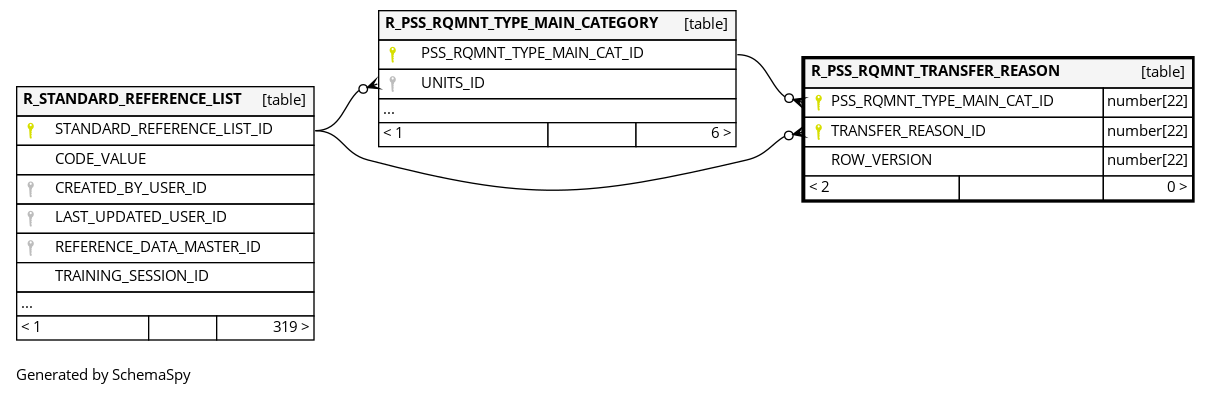 R_PSS_RQMNT_TYPE_MAIN_CATEGORY [table]
PSS_RQMNT_TYPE_MAIN_CAT_ID
UNITS_ID
...
< 1 6 >
R_PSS_RQMNT_TRANSFER_REASON [table]
PSS_RQMNT_TYPE_MAIN_CAT_ID number[22]
TRANSFER_REASON_ID number[22]
ROW_VERSION number[22]
< 2 0 >
R_STANDARD_REFERENCE_LIST [table]
STANDARD_REFERENCE_LIST_ID
CODE_VALUE
CREATED_BY_USER_ID
LAST_UPDATED_USER_ID
REFERENCE_DATA_MASTER_ID
TRAINING_SESSION_ID
...
< 1 319 >
Generated by SchemaSpy